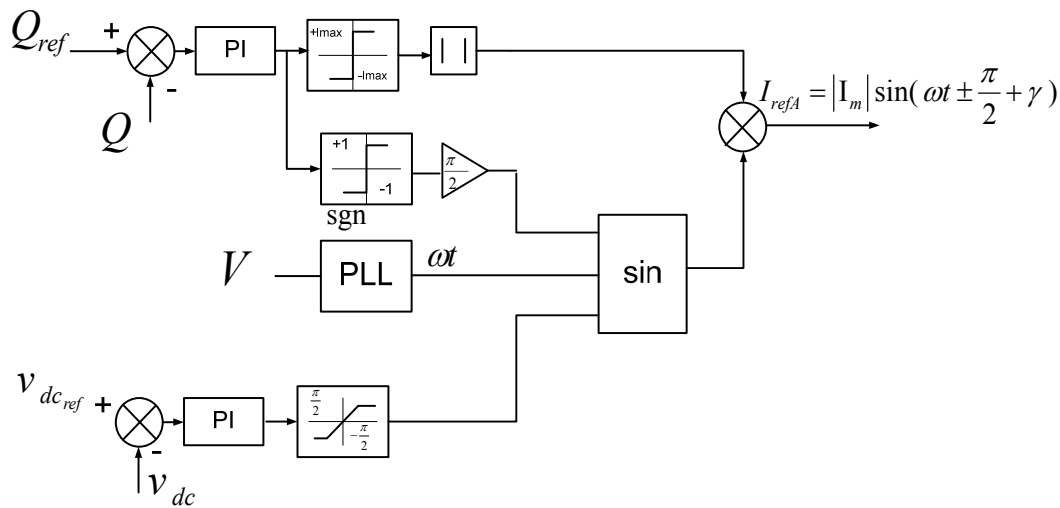 Q_ref + PI +Imax -Imax | |
-
Q
I_refA = |I_m| sin( ωt ± π/2 + γ )
+1 -1 π/2
sgn
V PLL ωt sin
v_dc_ref + PI π/2 -π/2
-
v_dc